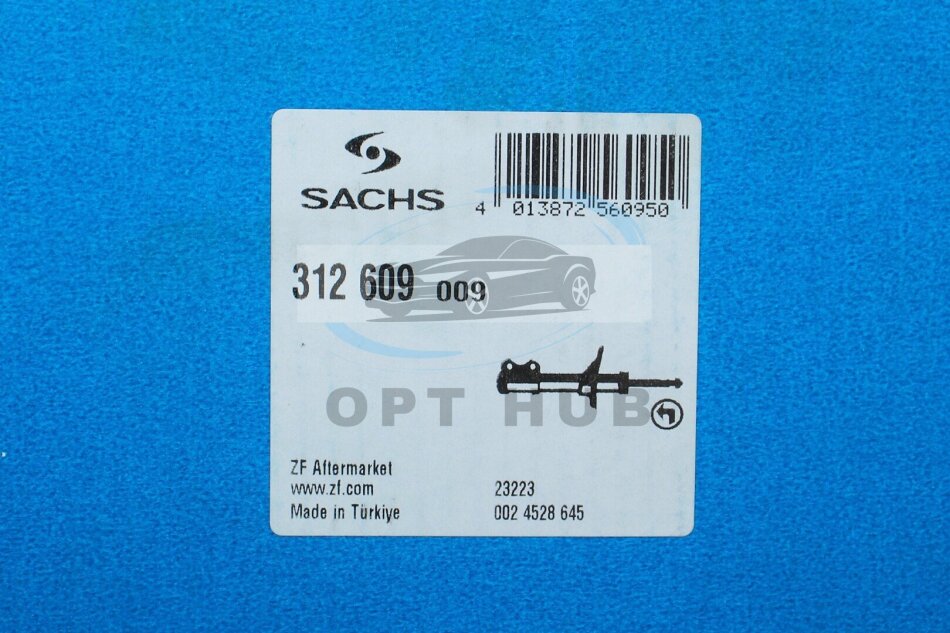 SACHS
4 013872 560950
312 609 009
OPT HUB
ZF Aftermarket
www.zf.com
Made in Türkiye
23223
002 4528 645